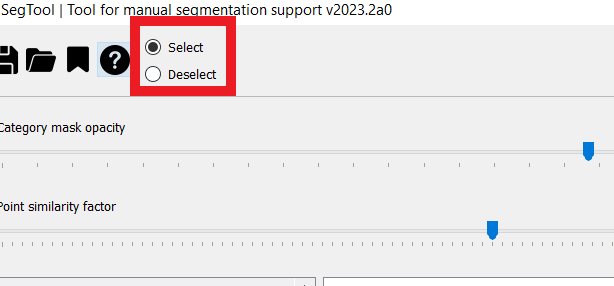 SegTool | Tool for manual segmentation support v2023.2a0
Select
Deselect
Category mask opacity
Point similarity factor